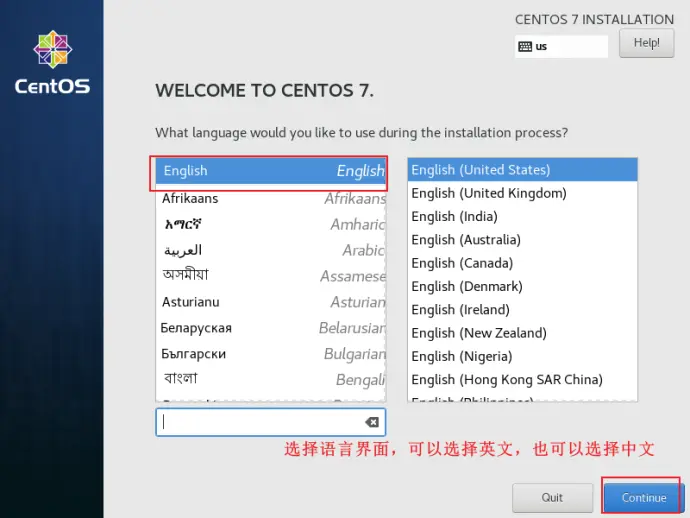 CENTOS 7 INSTALLATION
us
Help!
CentOS
WELCOME TO CENTOS 7.
What language would you like to use during the installation process?
English English
Afrikaans Afrikaans
አማርኛ Amharic
العربية Arabic
অসমীয়া Assamese
Asturianu Asturian
Беларуская Belarusian
Български Bulgarian
বাংলা Bengali
English (United States)
English (United Kingdom)
English (India)
English (Australia)
English (Canada)
English (Denmark)
English (Ireland)
English (New Zealand)
English (Nigeria)
English (Hong Kong SAR China)
English (Philippines)
选择语言界面，可以选择英文，也可以选择中文
Quit
Continue